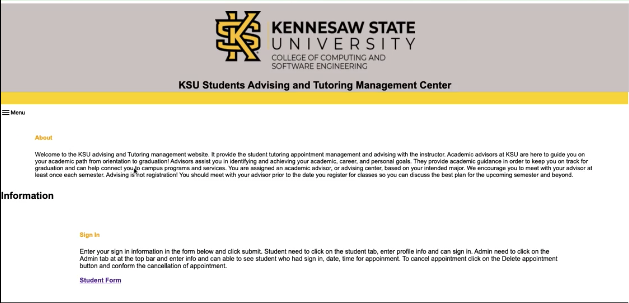 KENNESAW STATE
UNIVERSITY
COLLEGE OF COMPUTING AND
SOFTWARE ENGINEERING
KSU Students Advising and Tutoring Management Center
Menu
About
Welcome to the KSU advising and Tutoring management website. It provide the student tutoring appointment management and advising with the instructor. Academic advisors at KSU are here to guide you on
your academic path from orientation to graduation! Advisors assist you in identifying and achieving your academic, career, and personal goals. They provide academic guidance in order to keep you on track for
graduation and can help connect you to campus programs and services. You are assigned an academic advisor, or advising center, based on your intended major. We encourage you to meet with your advisor at
least once each semester. Advising is not registration! You should meet with your advisor prior to the date you register for classes so you can discuss the best plan for the upcoming semester and beyond.
Information
Sign In
Enter your sign in information in the form below and click submit. Student need to click on the student tab, enter profile info and can sign in. Admin need to click on the
Admin tab at at the top bar and enter info and can able to see student who had sign in, date, time for appoinment. To cancel appointment click on the Delete appointment
button and conform the cancellation of appointment.
Student Form